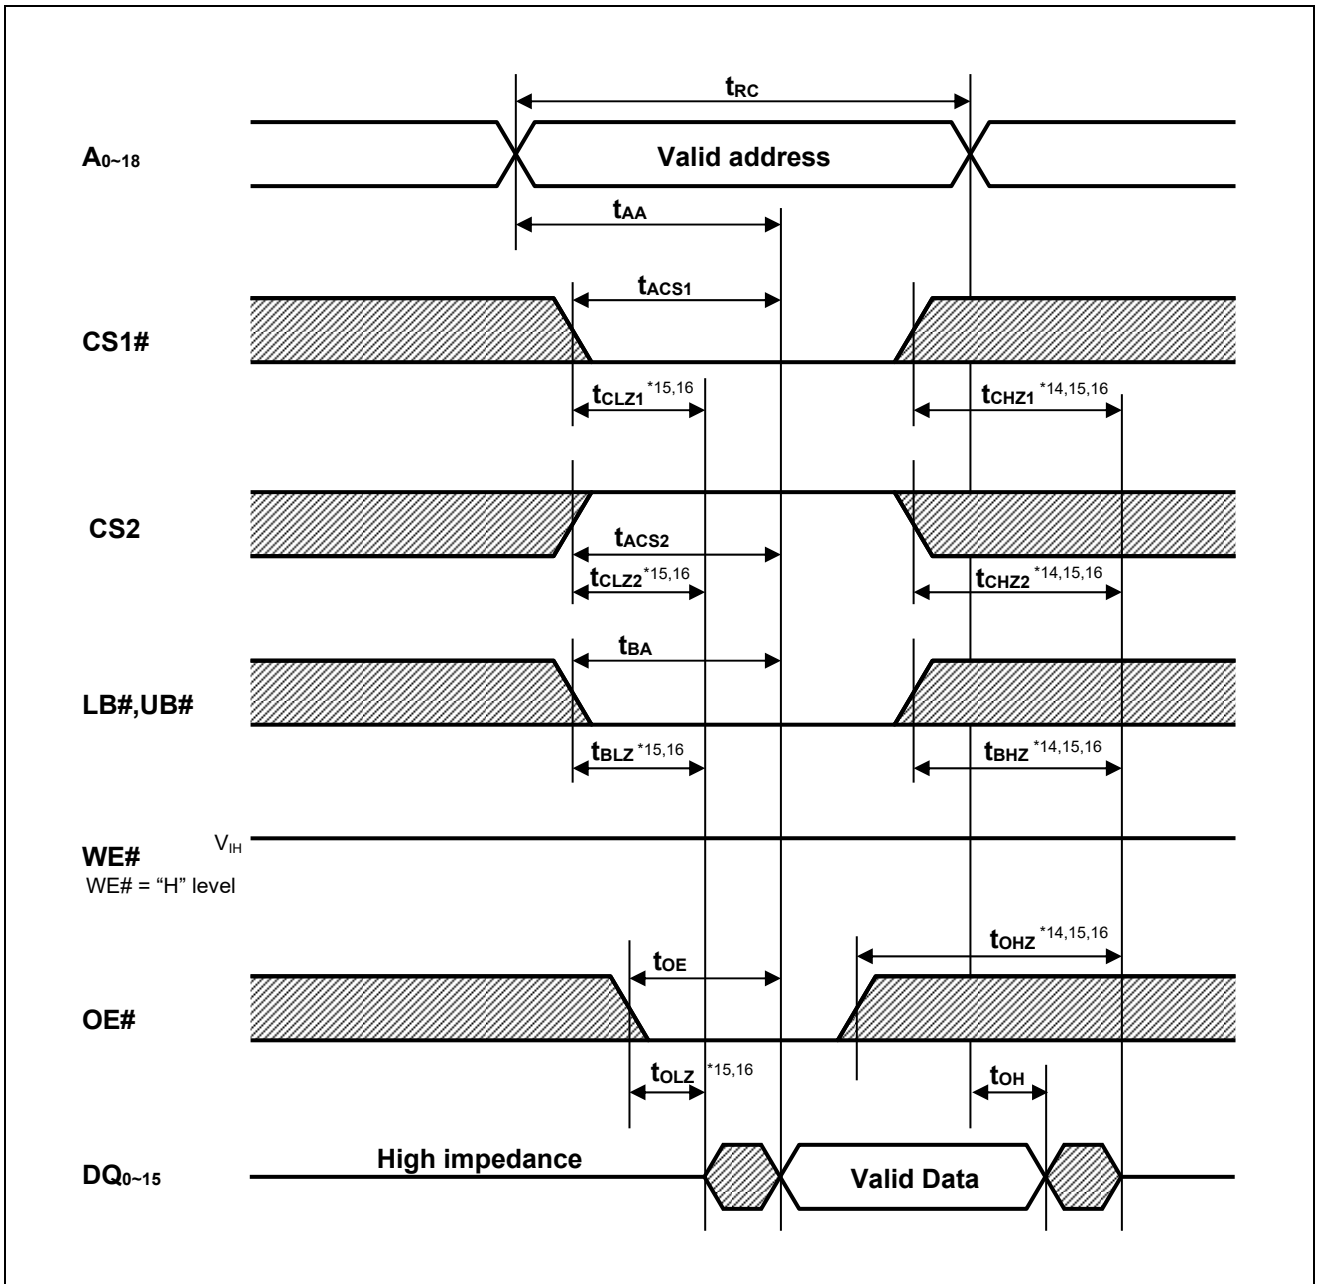 tRC
A0~18
Valid address
tAA
tACS1
CS1#
tCLZ1 *15,16
tCHZ1 *14,15,16
CS2
tACS2
tCLZ2 *15,16
tCHZ2 *14,15,16
tBA
LB#,UB#
tBLZ *15,16
tBHZ *14,15,16
VIH
WE#
WE# = “H” level
tOHZ *14,15,16
tOE
OE#
tOLZ *15,16
tOH
High impedance
DQ0~15
Valid Data